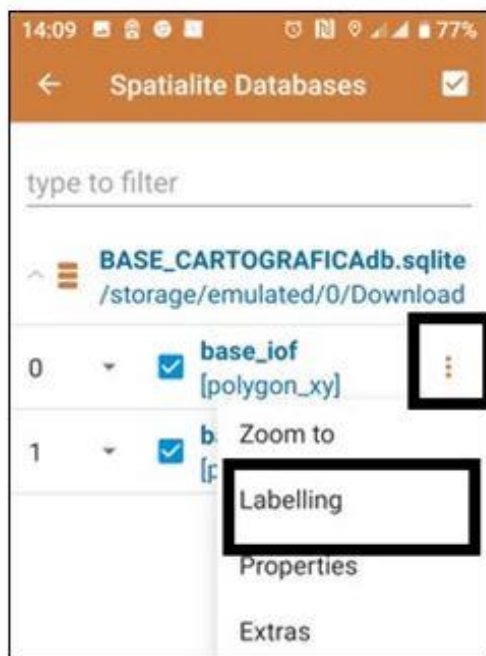 14:09 77%
Spatialite Databases
type to filter
BASE_CARTOGRAFICAdb.sqlite
/storage/emulated/0/Download
0 base_iof
[polygon_xy]
1 b
[p
Zoom to
Labelling
Properties
Extras